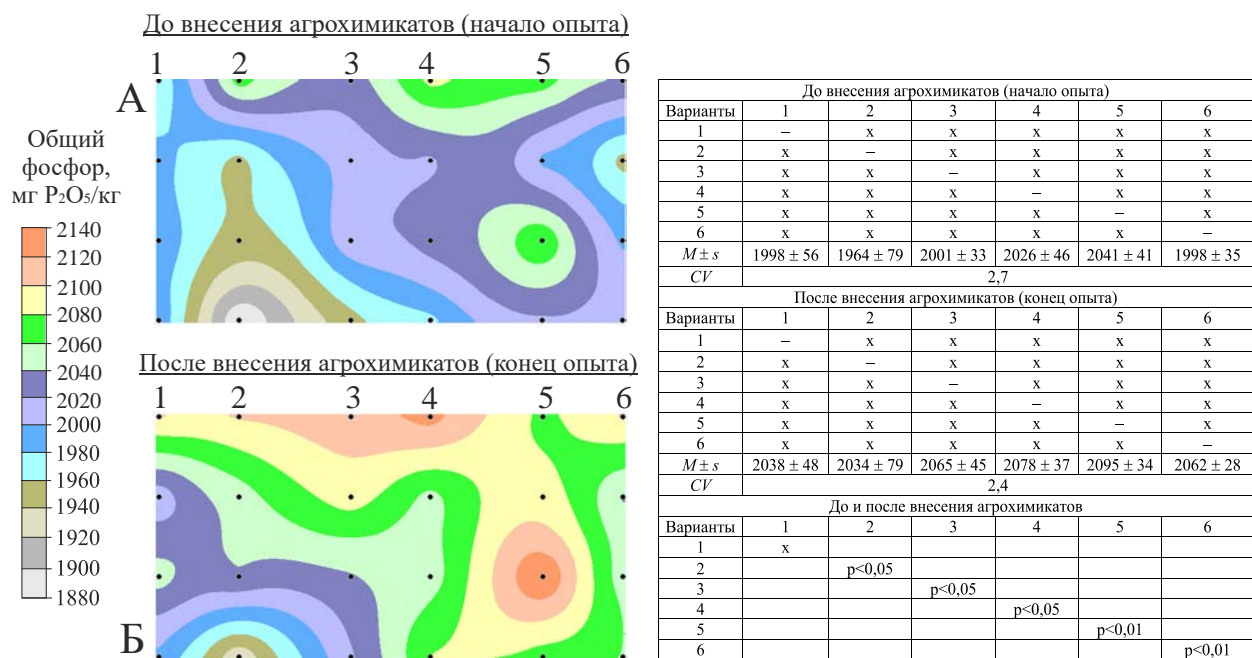 До внесения агрохимикатов (начало опыта)
1 2 3 4 5 6
А
Общий
фосфор,
мг P₂O₅/кг
2140
2120
2100
2080
2060
2040
2020
2000
1980
1960
1940
1920
1900
1880
После внесения агрохимикатов (конец опыта)
1 2 3 4 5 6
Б
До внесения агрохимикатов (начало опыта)
Варианты 1 2 3 4 5 6
1 – x x x x x
2 x – x x x x
3 x x – x x x
4 x x x – x x
5 x x x x – x
6 x x x x x –
M ± s 1998 ± 56 1964 ± 79 2001 ± 33 2026 ± 46 2041 ± 41 1998 ± 35
CV 2,7
После внесения агрохимикатов (конец опыта)
Варианты 1 2 3 4 5 6
1 – x x x x x
2 x – x x x x
3 x x – x x x
4 x x x – x x
5 x x x x – x
6 x x x x x –
M ± s 2038 ± 48 2034 ± 79 2065 ± 45 2078 ± 37 2095 ± 34 2062 ± 28
CV 2,4
До и после внесения агрохимикатов
Варианты 1 2 3 4 5 6
1 x
2 p<0,05
3 p<0,05
4 p<0,05
5 p<0,01
6 p<0,01